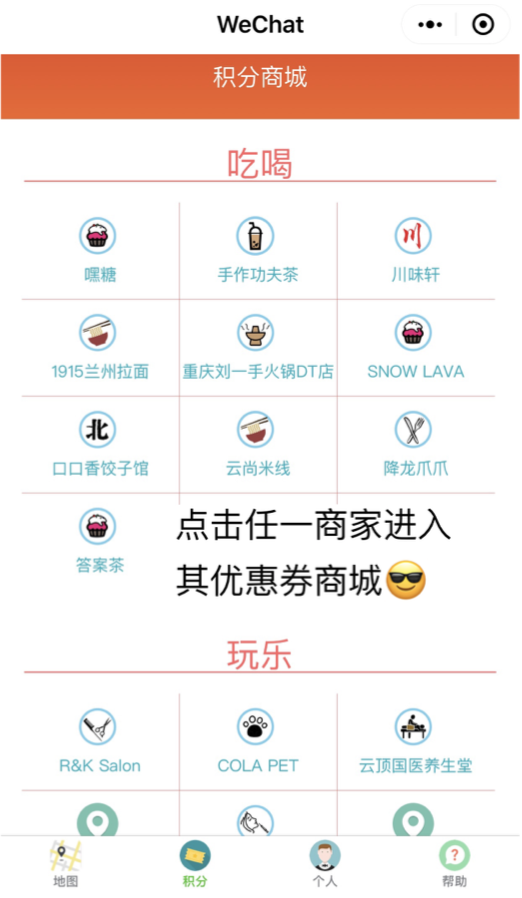 WeChat
积分商城
吃喝
嘿糖
手作功夫茶
川
川味轩
1915兰州拉面
重庆刘一手火锅DT店
SNOW LAVA
北
口口香饺子馆
云尚米线
降龙爪爪
答案茶
点击任一商家进入
其优惠券商城
玩乐
R&K Salon
COLA PET
云顶国医养生堂
地图
积分
个人
?
帮助